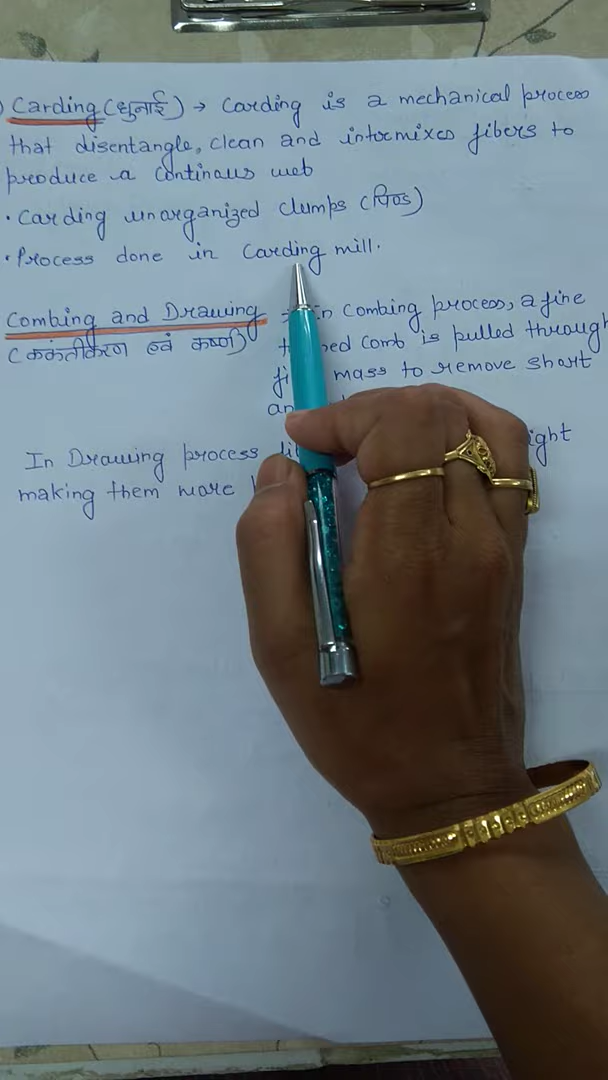 ) Carding (धुनाई) → Carding is a mechanical process
that disentangle, clean and intermixes fibers to
produce a continous web
• Carding unorganized clumps (पिण्ड)
• Process done in Carding mill.
Combing and Drawing In Combing process, a fine
(ककंतीकरण एवं कर्षण) comb is pulled through
mass to remove short
In Drawing process
making them more